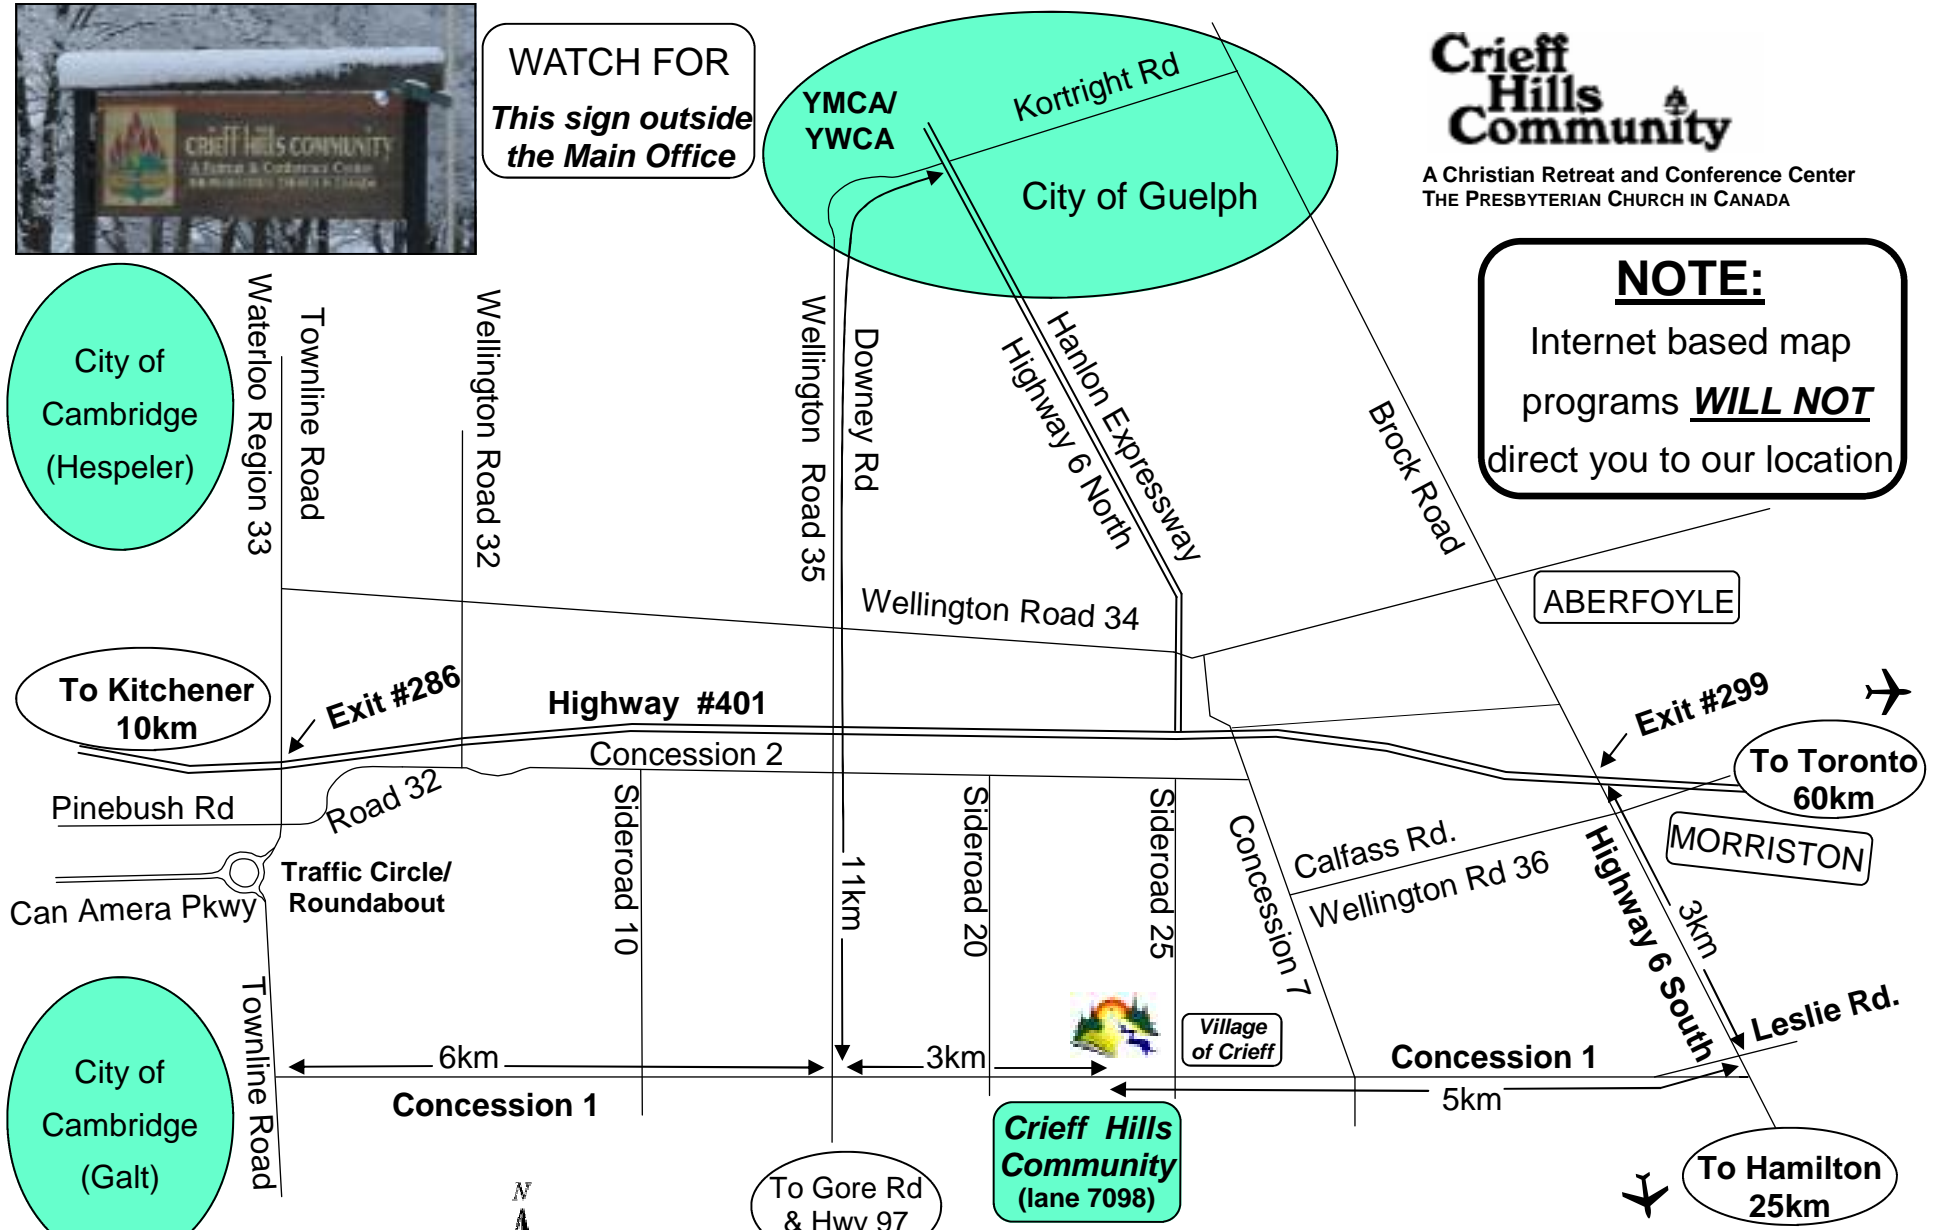 CRIEFF HILLS COMMUNITY
A Retreat & Conference Center
WATCH FOR
This sign outside
the Main Office
YMCA/
YWCA
Kortright Rd
City of Guelph
Crieff
Hills
Community
A Christian Retreat and Conference Center
THE PRESBYTERIAN CHURCH IN CANADA
NOTE:
Internet based map
programs WILL NOT
direct you to our location
City of
Cambridge
(Hespeler)
Waterloo Region 33
Townline Road
Wellington Road 32
Wellington Road 35
Downey Rd
Hanlon Expressway
Highway 6 North
Brock Road
Wellington Road 34
ABERFOYLE
To Kitchener
10km
Exit #286
Highway #401
Exit #299
To Toronto
60km
Concession 2
Pinebush Rd
Road 32
Sideroad 10
Sideroad 20
Sideroad 25
Concession 7
Calfass Rd.
Wellington Rd 36
MORRISTON
Highway 6 South
3km
Traffic Circle/
Roundabout
Can Amera Pkwy
11km
Townline Road
Village
of Crieff
Leslie Rd.
6km
3km
Concession 1
5km
Concession 1
City of
Cambridge
(Galt)
Crieff Hills
Community
(lane 7098)
To Hamilton
25km
To Gore Rd
& Hwy 97
N